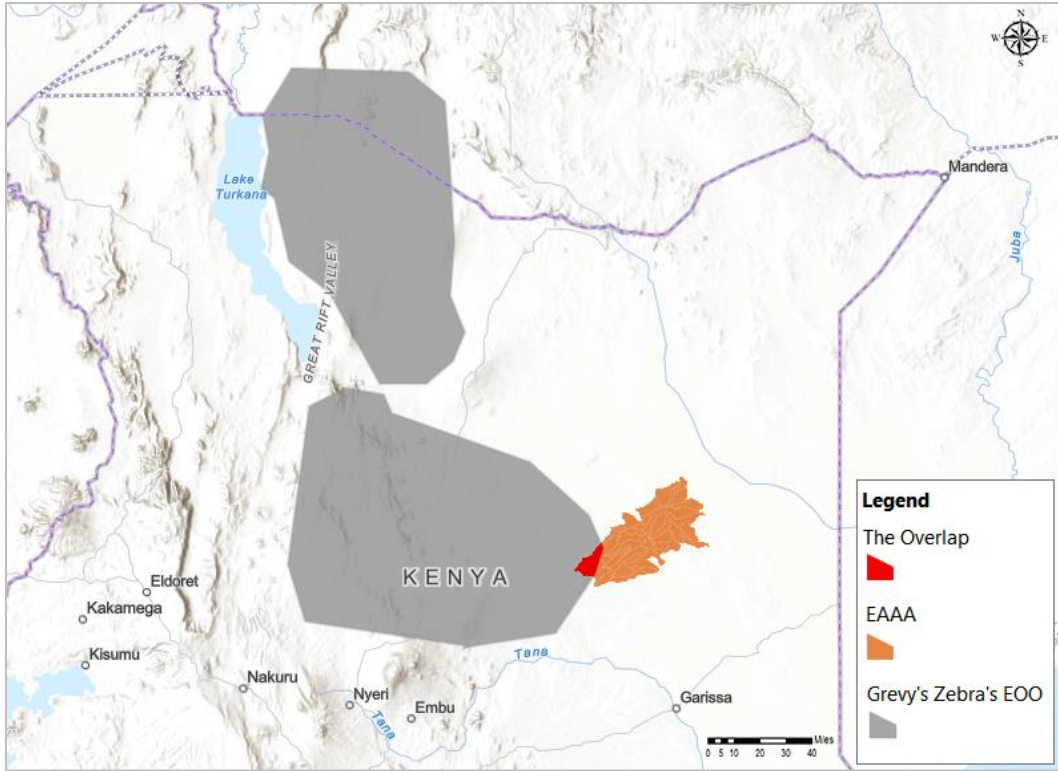 N
W E
S
Mandera
Lake
Turkana
Juba
GREAT RIFT VALLEY
KENYA
Eldoret
Kakamega
Kisumu
Nakuru
Nyeri
Embu
Tana
Tana
Garissa
Miles
0 5 10 20 30 40
Legend
The Overlap
EAAA
Grevy's Zebra's EOO